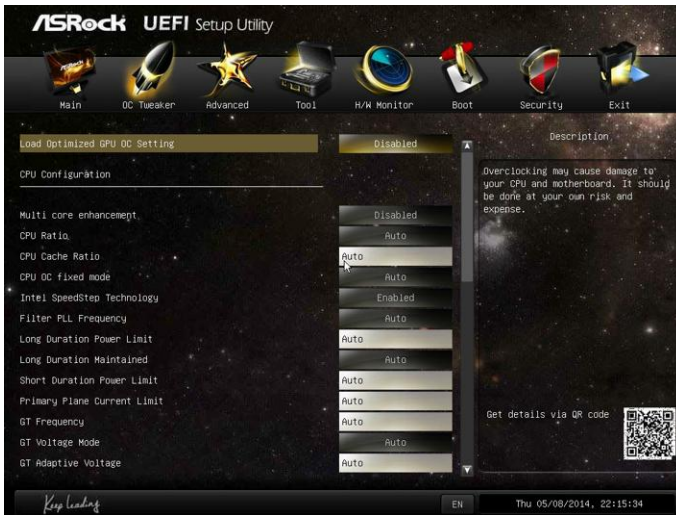 ASRock UEFI Setup Utility
Main OC Tweaker Advanced Tool H/W Monitor Boot Security Exit
Load Optimized GPU OC Setting Disabled
CPU Configuration
Multi core enhancement Disabled
CPU Ratio Auto
CPU Cache Ratio Auto
CPU OC fixed mode Auto
Intel SpeedStep Technology Enabled
Filter PLL Frequency Auto
Long Duration Power Limit Auto
Long Duration Maintained Auto
Short Duration Power Limit Auto
Primary Plane Current Limit Auto
GT Frequency Auto
GT Voltage Mode Auto
GT Adaptive Voltage Auto
Description
Overclocking may cause damage to
your CPU and motherboard. It should
be done at your own risk and
expense.
Get details via QR code
Keep Leading
EN
Thu 05/08/2014, 22:15:34